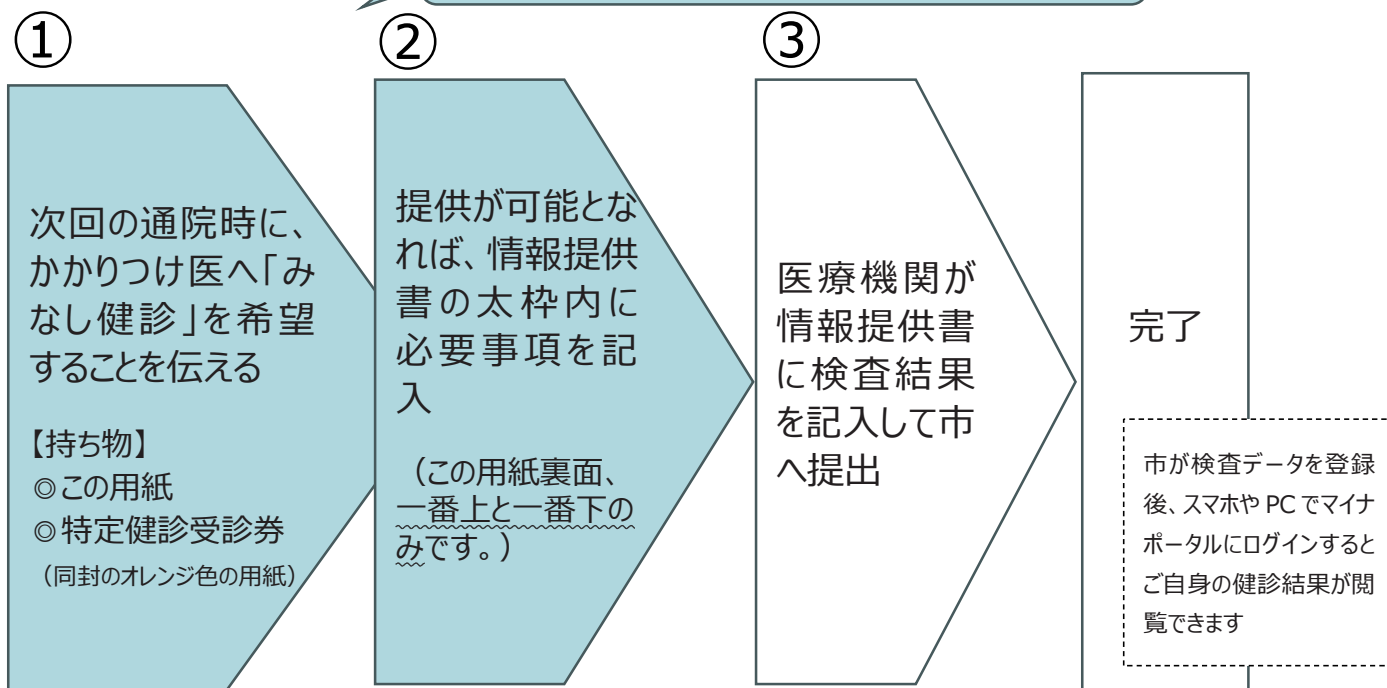 ①
次回の通院時に、
かかりつけ医へ「み
なし健診」を希望
することを伝える
【持ち物】
◎この用紙
◎特定健診受診券
（同封のオレンジ色の用紙）
②
提供が可能とな
れば、情報提供
書の太枠内に
必要事項を記
入
（この用紙裏面、
一番上と一番下の
みです。）
③
医療機関が
情報提供書
に検査結果
を記入して市
へ提出
完了
市が検査データを登録
後、スマホや PC でマイナ
ポータルにログインすると
ご自身の健診結果が閲
覧できます